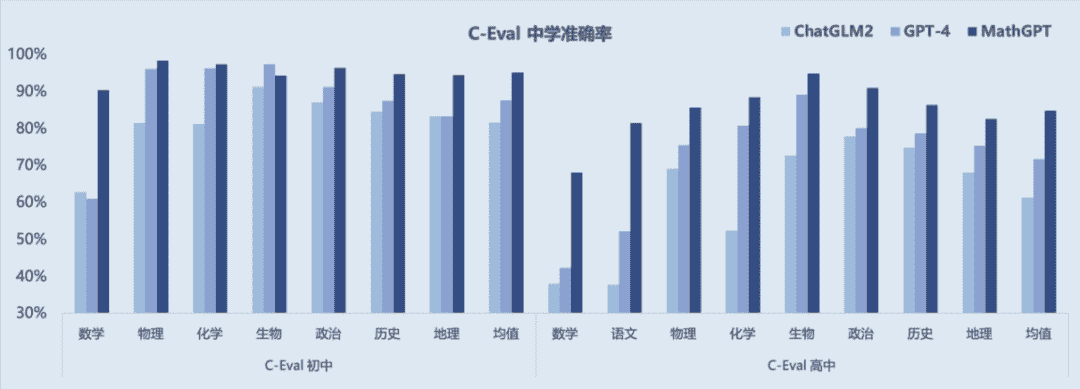 C-Eval 中学准确率
ChatGLM2 GPT-4 MathGPT
100%
90%
80%
70%
60%
50%
40%
30%
数学 物理 化学 生物 政治 历史 地理 均值 数学 语文 物理 化学 生物 政治 历史 地理 均值
C-Eval 初中 C-Eval 高中